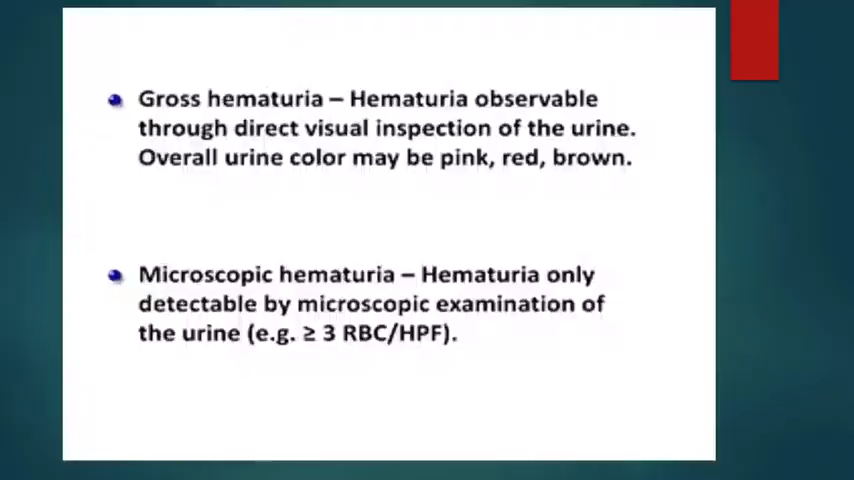 Gross hematuria – Hematuria observable
through direct visual inspection of the urine.
Overall urine color may be pink, red, brown.
Microscopic hematuria – Hematuria only
detectable by microscopic examination of
the urine (e.g. ≥ 3 RBC/HPF).